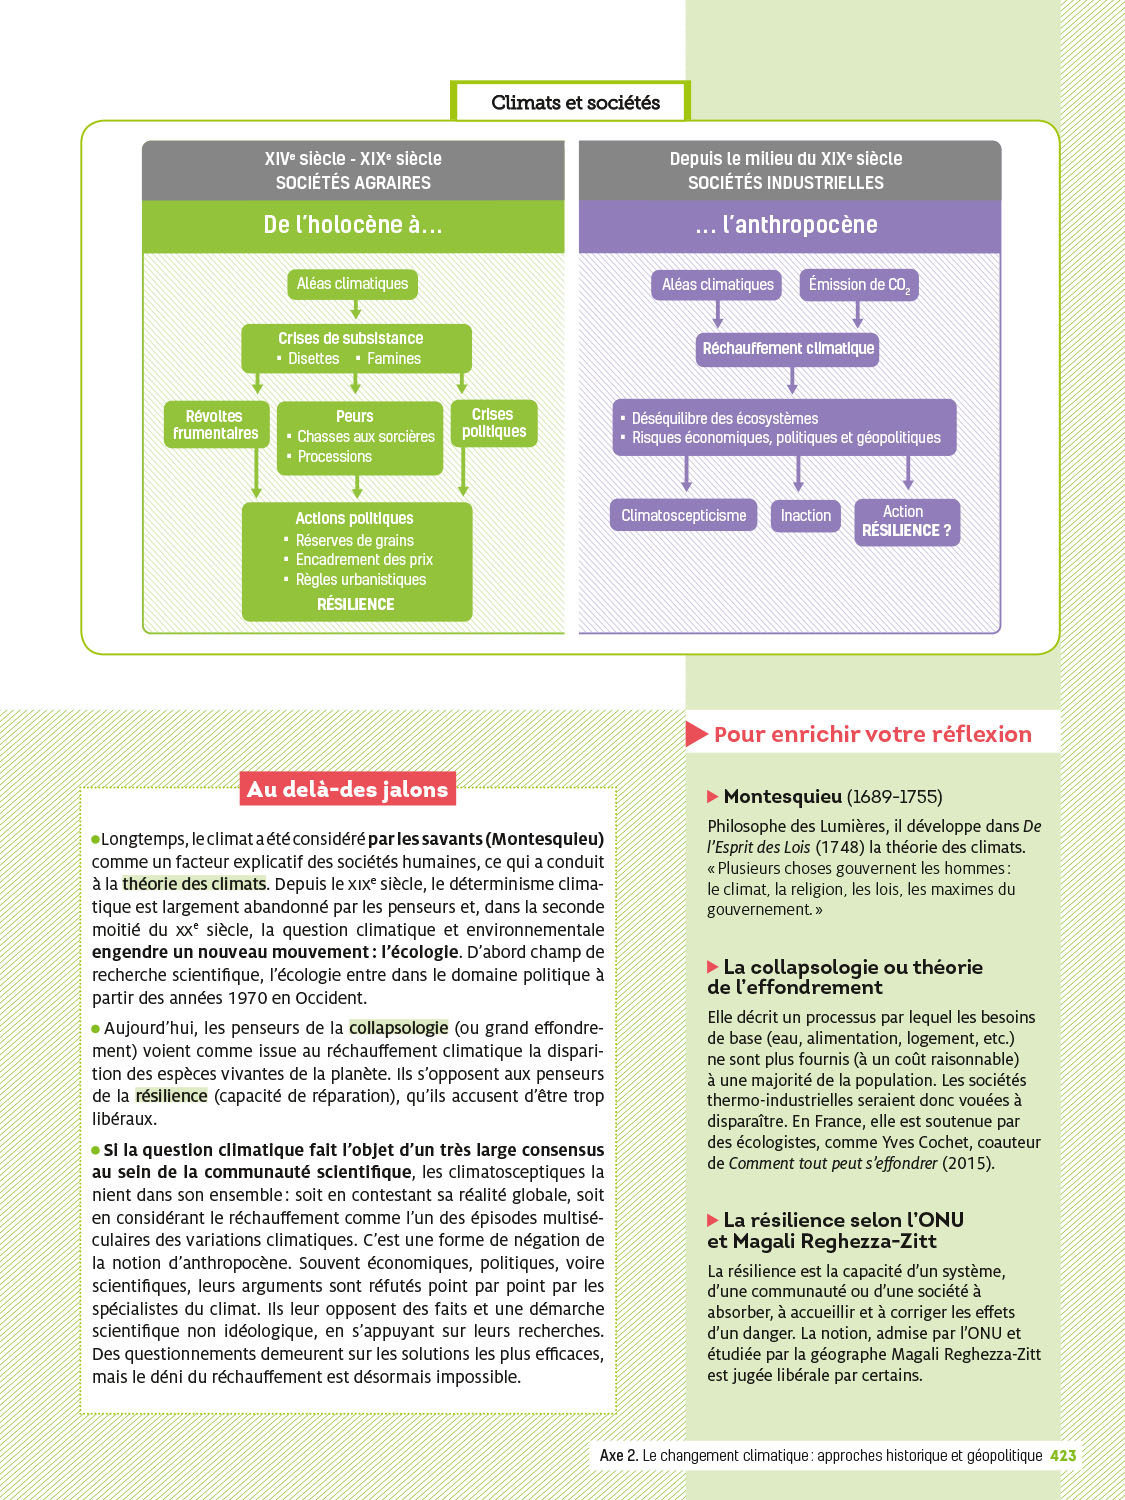 Climats et sociétés
XIVe siècle - XIXe siècle
SOCIÉTÉS AGRAIRES
De l'holocène à...
Aléas climatiques
Crises de subsistance
▪ Disettes ▪ Famines
Révoltes
frumentaires
Peurs
▪ Chasses aux sorcières
▪ Processions
Crises
politiques
Actions politiques
▪ Réserves de grains
▪ Encadrement des prix
▪ Règles urbanistiques
RÉSILIENCE
Depuis le milieu du XIXe siècle
SOCIÉTÉS INDUSTRIELLES
... l'anthropocène
Aléas climatiques
Émission de CO2
Réchauffement climatique
▪ Déséquilibre des écosystèmes
▪ Risques économiques, politiques et géopolitiques
Climatoscepticisme
Inaction
Action
RÉSILIENCE ?
Au delà-des jalons
● Longtemps, le climat a été considéré par les savants (Montesquieu)
comme un facteur explicatif des sociétés humaines, ce qui a conduit
à la théorie des climats. Depuis le XIXe siècle, le déterminisme clima-
tique est largement abandonné par les penseurs et, dans la seconde
moitié du XXe siècle, la question climatique et environnementale
engendre un nouveau mouvement : l'écologie. D'abord champ de
recherche scientifique, l'écologie entre dans le domaine politique à
partir des années 1970 en Occident.
● Aujourd'hui, les penseurs de la collapsologie (ou grand effondre-
ment) voient comme issue au réchauffement climatique la dispari-
tion des espèces vivantes de la planète. Ils s'opposent aux penseurs
de la résilience (capacité de réparation), qu'ils accusent d'être trop
libéraux.
● Si la question climatique fait l'objet d'un très large consensus
au sein de la communauté scientifique, les climatosceptiques la
nient dans son ensemble : soit en contestant sa réalité globale, soit
en considérant le réchauffement comme l'un des épisodes multisé-
culaires des variations climatiques. C'est une forme de négation de
la notion d'anthropocène. Souvent économiques, politiques, voire
scientifiques, leurs arguments sont réfutés point par point par les
spécialistes du climat. Ils leur opposent des faits et une démarche
scientifique non idéologique, en s'appuyant sur leurs recherches.
Des questionnements demeurent sur les solutions les plus efficaces,
mais le déni du réchauffement est désormais impossible.
Pour enrichir votre réflexion
Montesquieu (1689-1755)
Philosophe des Lumières, il développe dans De
l'Esprit des Lois (1748) la théorie des climats.
« Plusieurs choses gouvernent les hommes :
le climat, la religion, les lois, les maximes du
gouvernement. »
La collapsologie ou théorie
de l'effondrement
Elle décrit un processus par lequel les besoins
de base (eau, alimentation, logement, etc.)
ne sont plus fournis (à un coût raisonnable)
à une majorité de la population. Les sociétés
thermo-industrielles seraient donc vouées à
disparaître. En France, elle est soutenue par
des écologistes, comme Yves Cochet, coauteur
de Comment tout peut s'effondrer (2015).
La résilience selon l'ONU
et Magali Reghezza-Zitt
La résilience est la capacité d'un système,
d'une communauté ou d'une société à
absorber, à accueillir et à corriger les effets
d'un danger. La notion, admise par l'ONU et
étudiée par la géographe Magali Reghezza-Zitt
est jugée libérale par certains.
Axe 2. Le changement climatique : approches historique et géopolitique 423